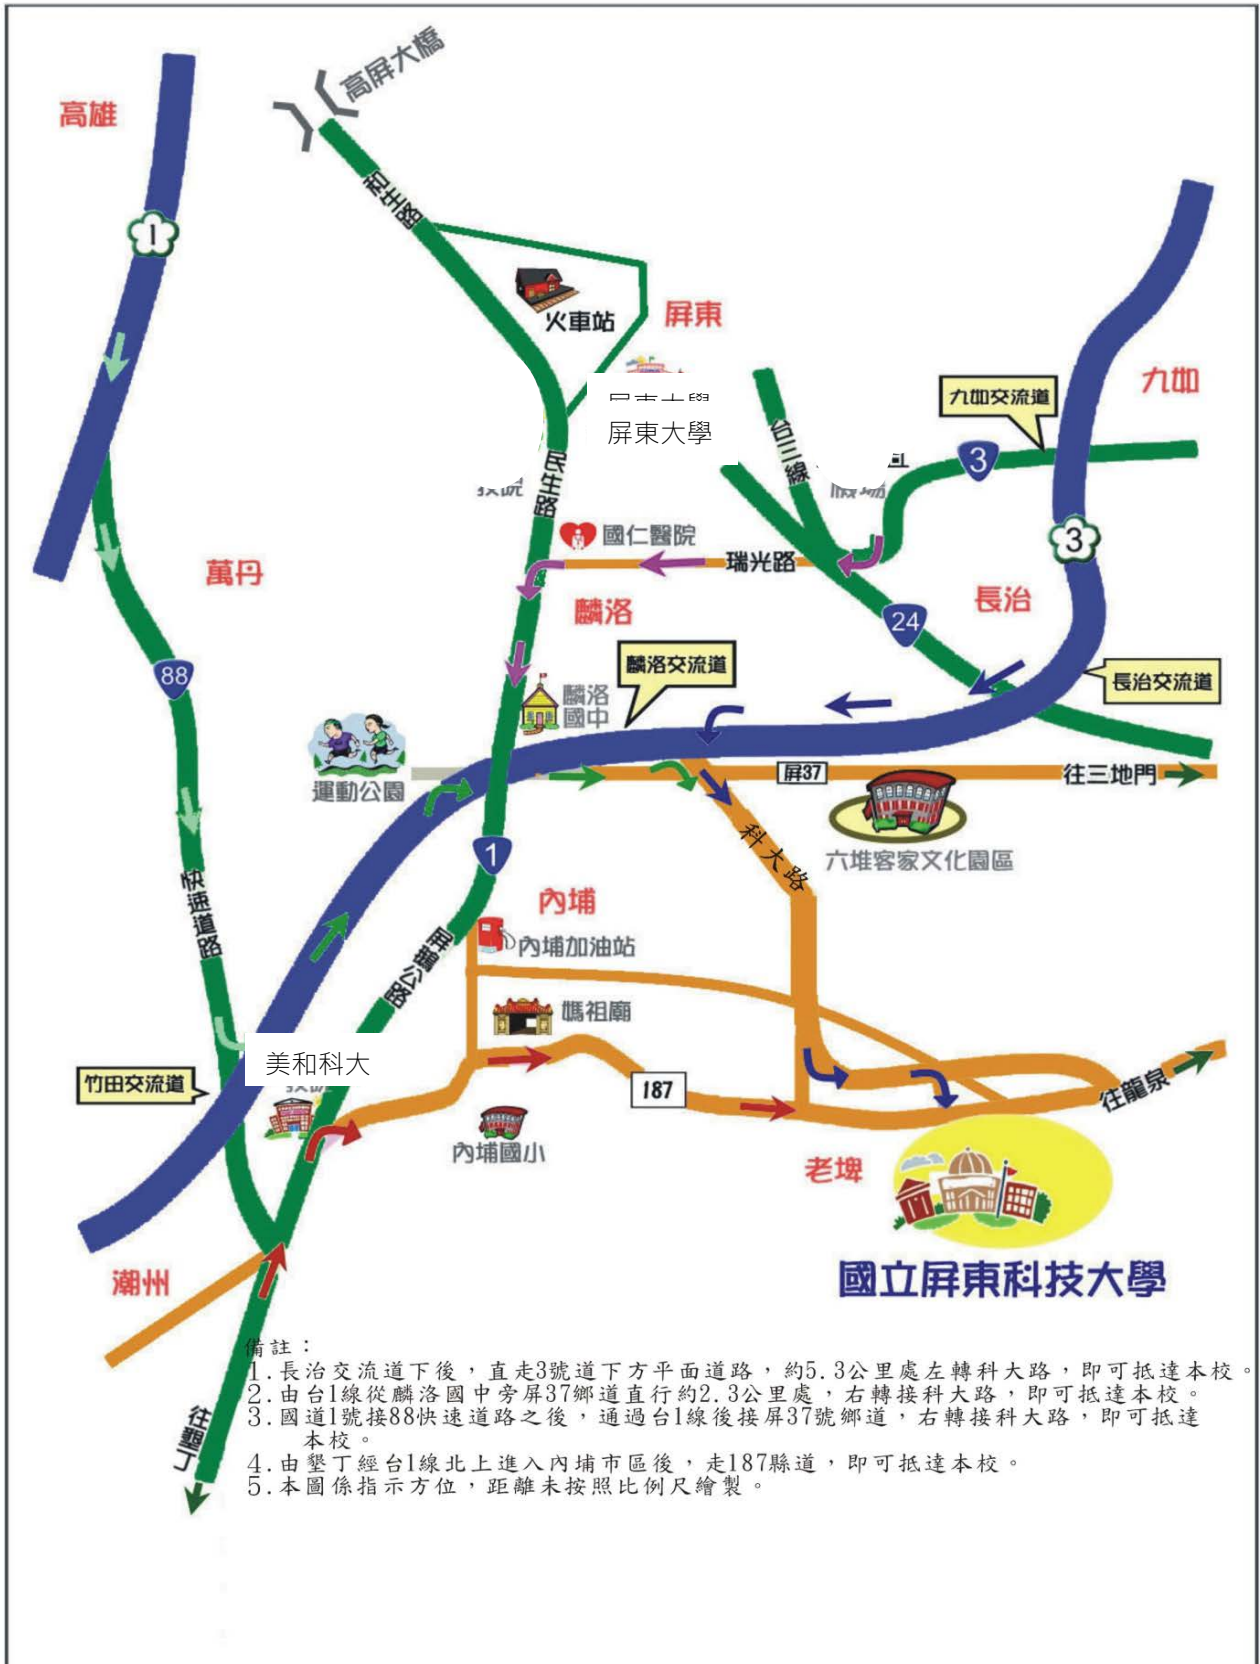 高屏大橋
高雄
1
和生路
火車站
屏東
九如
九如交流道
屏東大學
台三線
3
民生路
國仁醫院
瑞光路
3
萬丹
麟洛
長治
24
88
麟洛交流道
長治交流道
麟洛
國中
運動公園
屏37
往三地門
科大路
六堆客家文化園區
1
快速道路
內埔
屏鵝公路
內埔加油站
媽祖廟
美和科大
竹田交流道
187
往龍泉
內埔國小
老埤
國立屏東科技大學
潮州
往墾丁
備註：
1.長治交流道下後，直走3號道下方平面道路，約5.3公里處左轉科大路，即可抵達本校。
2.由台1線從麟洛國中旁屏37鄉道直行約2.3公里處，右轉接科大路，即可抵達本校。
3.國道1號接88快速道路之後，通過台1線後接屏37號鄉道，右轉接科大路，即可抵達
本校。
4.由墾丁經台1線北上進入內埔市區後，走187縣道，即可抵達本校。
5.本圖係指示方位，距離未按照比例尺繪製。